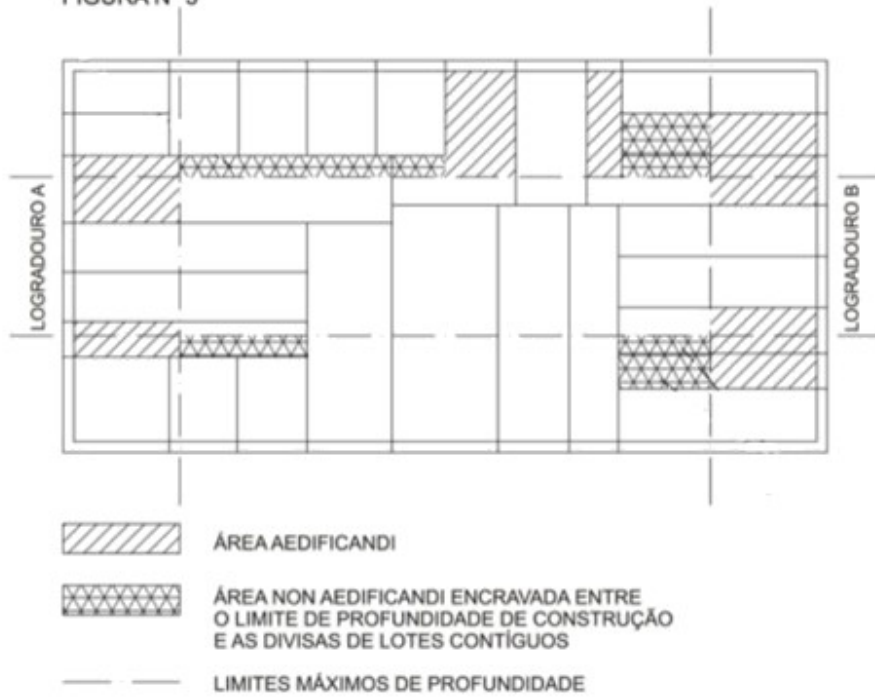 LOGRADOURO A
LOGRADOURO B
ÁREA AEDIFICANDI
ÁREA NON AEDIFICANDI ENCRAVADA ENTRE
O LIMITE DE PROFUNDIDADE DE CONSTRUÇÃO
E AS DIVISAS DE LOTES CONTÍGUOS
LIMITES MÁXIMOS DE PROFUNDIDADE